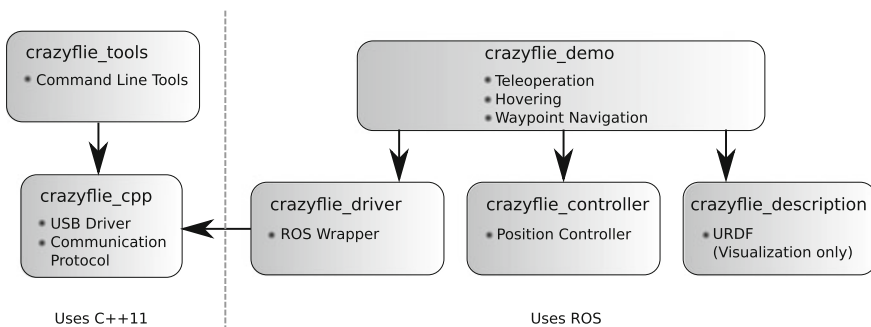 crazyflie_tools
Command Line Tools
crazyflie_cpp
USB Driver
Communication
Protocol
Uses C++11
crazyflie_demo
Teleoperation
Hovering
Waypoint Navigation
crazyflie_driver
ROS Wrapper
crazyflie_controller
Position Controller
crazyflie_description
URDF
(Visualization only)
Uses ROS